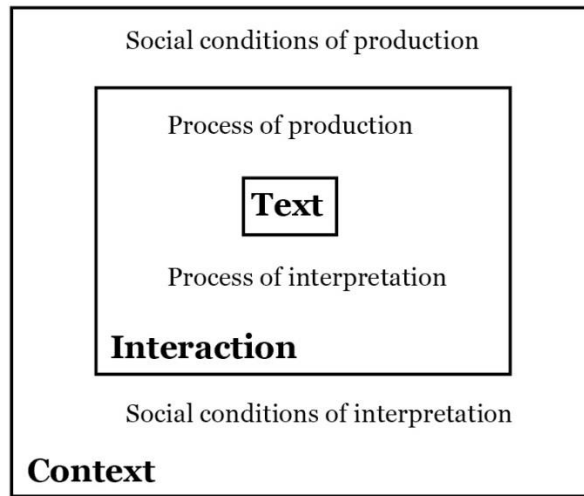 Social conditions of production
Process of production
Text
Process of interpretation
Interaction
Social conditions of interpretation
Context